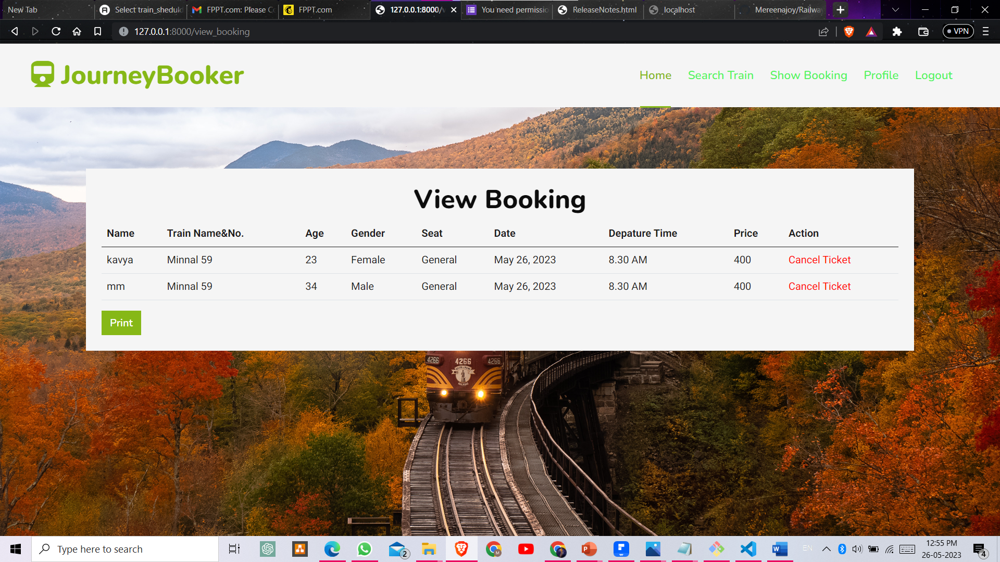 New Tab
Select train_shedul
FPPT.com: Please Co
FPPT.com
127.0.0.1:8000/v
You need permissio
ReleaseNotes.html
localhost
Mereenajoy/Railwa
127.0.0.1:8000/view_booking
VPN
JourneyBooker
Home Search Train Show Booking Profile Logout
View Booking
Name Train Name&No. Age Gender Seat Date Depature Time Price Action
kavya Minnal 59 23 Female General May 26, 2023 8.30 AM 400 Cancel Ticket
mm Minnal 59 34 Male General May 26, 2023 8.30 AM 400 Cancel Ticket
Print
4266 4266 4266
Type here to search
2
EN
12:55 PM
26-05-2023
4